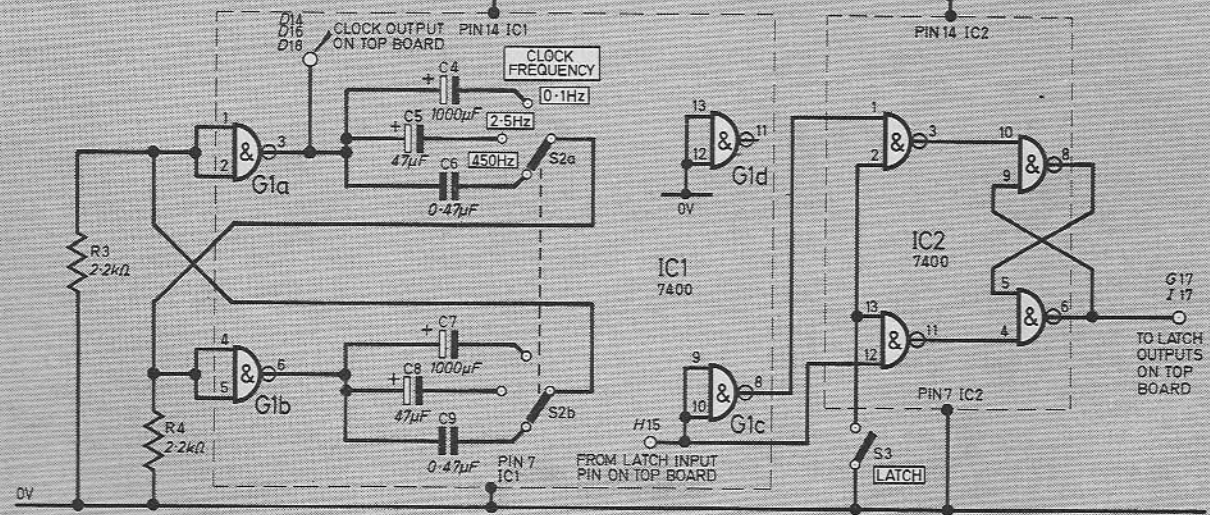 D14
D16
D18
CLOCK OUTPUT
ON TOP BOARD
PIN 14 IC1
PIN 14 IC2
CLOCK
FREQUENCY
C4
+
1000µF
0·1Hz
C5
+
47µF
2·5Hz
C6
0·47µF
450Hz
S2a
1
2
&
3
G1a
13
12
&
11
G1d
0V
1
2
&
3
10
9
&
8
R3
2·2kΩ
IC1
7400
IC2
7400
G17
I 17
5
4
&
6
TO LATCH
OUTPUTS
ON TOP
BOARD
13
12
&
11
4
5
&
6
G1b
C7
+
1000µF
C8
+
47µF
C9
0·47µF
S2b
9
10
&
8
G1c
H15
FROM LATCH INPUT
PIN ON TOP BOARD
PIN 7 IC2
R4
2·2kΩ
PIN 7
IC1
S3
LATCH
0V